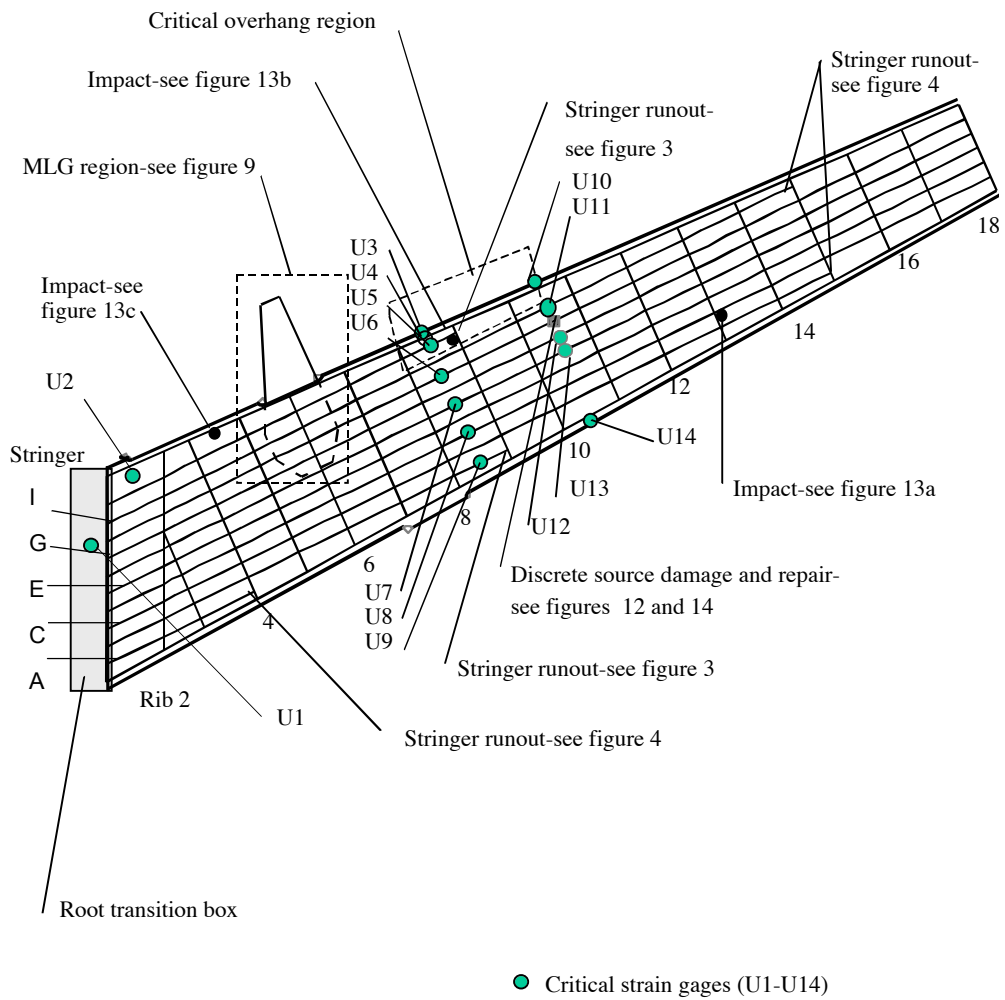 Critical overhang region
Impact-see figure 13b
MLG region-see figure 9
Stringer runout-
see figure 4
Stringer runout-
see figure 3
U10
U11
U3
U4
U5
U6
Impact-see
figure 13c
U2
Stringer
I
G
E
C
A
18
16
14
12
10
8
6
4
Rib 2
U14
U13
U12
Impact-see figure 13a
U7
U8
U9
Discrete source damage and repair-
see figures 12 and 14
Stringer runout-see figure 3
U1
Stringer runout-see figure 4
Root transition box
Critical strain gages (U1-U14)